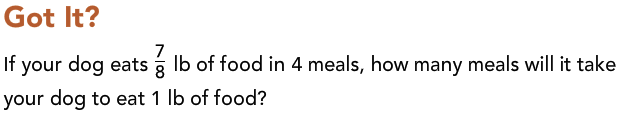 Got It?
If your dog eats 7/8 lb of food in 4 meals, how many meals will it take
your dog to eat 1 lb of food?